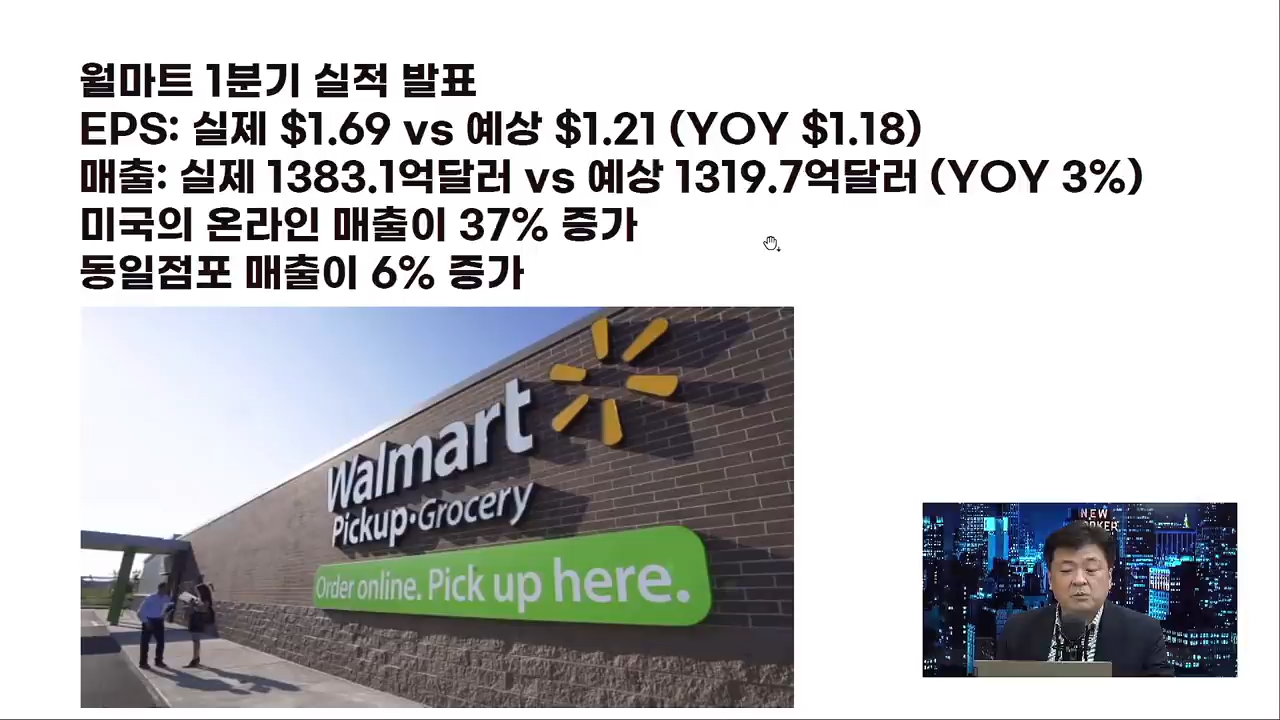 월마트 1분기 실적 발표
EPS: 실제 $1.69 vs 예상 $1.21 (YOY $1.18)
매출: 실제 1383.1억달러 vs 예상 1319.7억달러 (YOY 3%)
미국의 온라인 매출이 37% 증가
동일점포 매출이 6% 증가
Walmart
Pickup·Grocery
Order online. Pick up here.
NEW